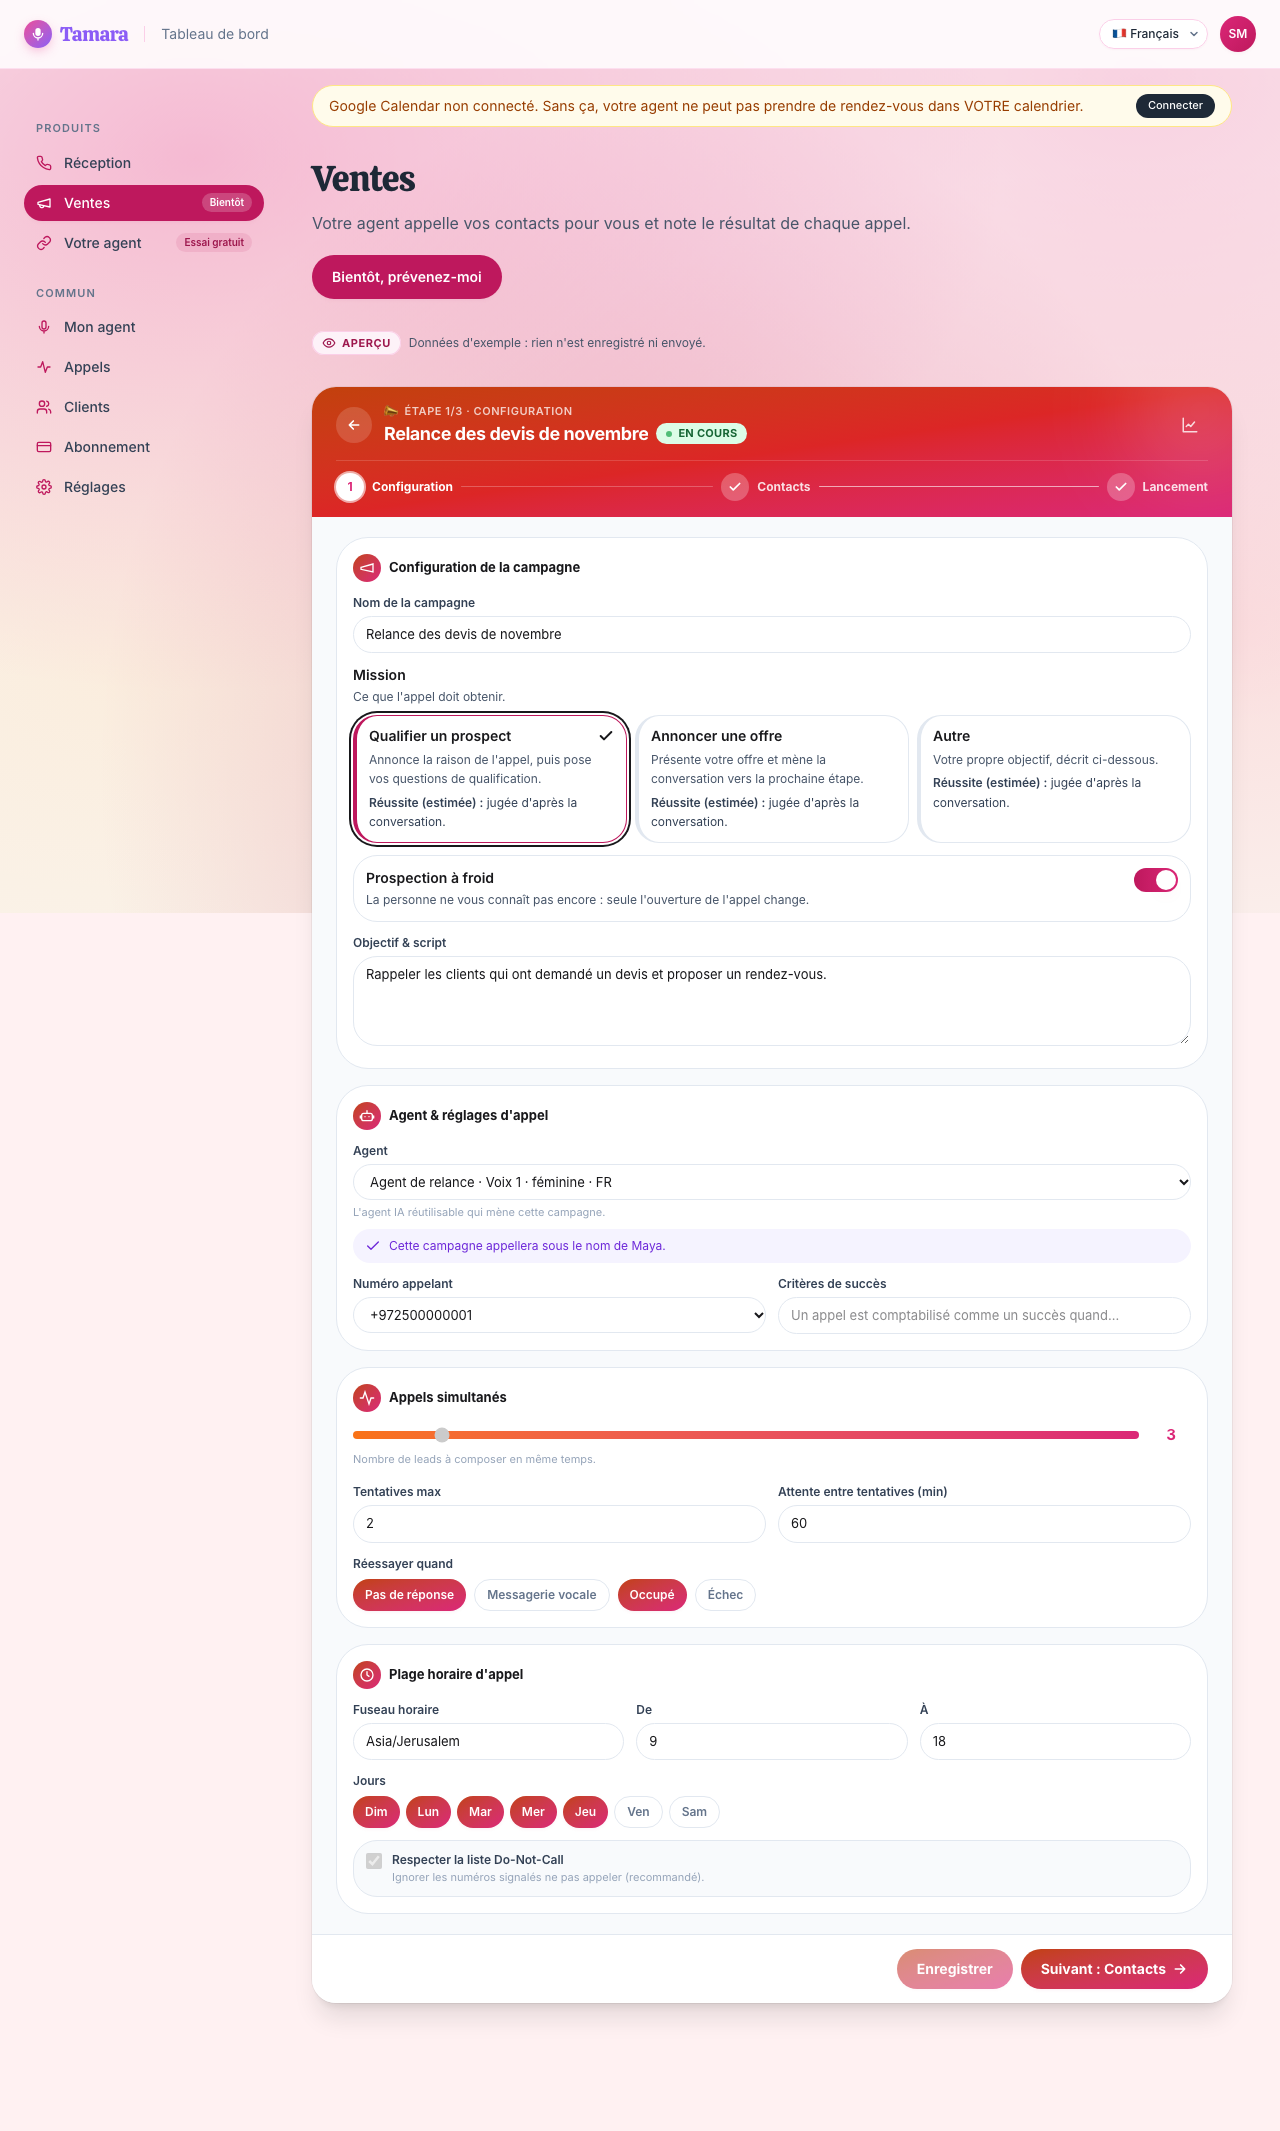 Tamara
Tableau de bord
Français
SM
Google Calendar non connecté. Sans ça, votre agent ne peut pas prendre de rendez-vous dans VOTRE calendrier.
Connecter
PRODUITS
Réception
Ventes
Bientôt
Votre agent
Essai gratuit
COMMUN
Mon agent
Appels
Clients
Abonnement
Réglages
Ventes
Votre agent appelle vos contacts pour vous et note le résultat de chaque appel.
Bientôt, prévenez-moi
APERÇU
Données d'exemple : rien n'est enregistré ni envoyé.
ÉTAPE 1/3 · CONFIGURATION
Relance des devis de novembre
EN COURS
1
Configuration
Contacts
Lancement
Configuration de la campagne
Nom de la campagne
Relance des devis de novembre
Mission
Ce que l'appel doit obtenir.
Qualifier un prospect
Annonce la raison de l'appel, puis pose
vos questions de qualification.
Réussite (estimée) : jugée d'après la
conversation.
Annoncer une offre
Présente votre offre et mène la
conversation vers la prochaine étape.
Réussite (estimée) : jugée d'après la
conversation.
Autre
Votre propre objectif, décrit ci-dessous.
Réussite (estimée) : jugée d'après la
conversation.
Prospection à froid
La personne ne vous connaît pas encore : seule l'ouverture de l'appel change.
Objectif & script
Rappeler les clients qui ont demandé un devis et proposer un rendez-vous.
Agent & réglages d'appel
Agent
Agent de relance · Voix 1 · féminine · FR
L'agent IA réutilisable qui mène cette campagne.
Cette campagne appellera sous le nom de Maya.
Numéro appelant
+972500000001
Critères de succès
Un appel est comptabilisé comme un succès quand...
Appels simultanés
3
Nombre de leads à composer en même temps.
Tentatives max
2
Attente entre tentatives (min)
60
Réessayer quand
Pas de réponse
Messagerie vocale
Occupé
Échec
Plage horaire d'appel
Fuseau horaire
Asia/Jerusalem
De
9
À
18
Jours
Dim
Lun
Mar
Mer
Jeu
Ven
Sam
Respecter la liste Do-Not-Call
Ignorer les numéros signalés ne pas appeler (recommandé).
Enregistrer
Suivant : Contacts